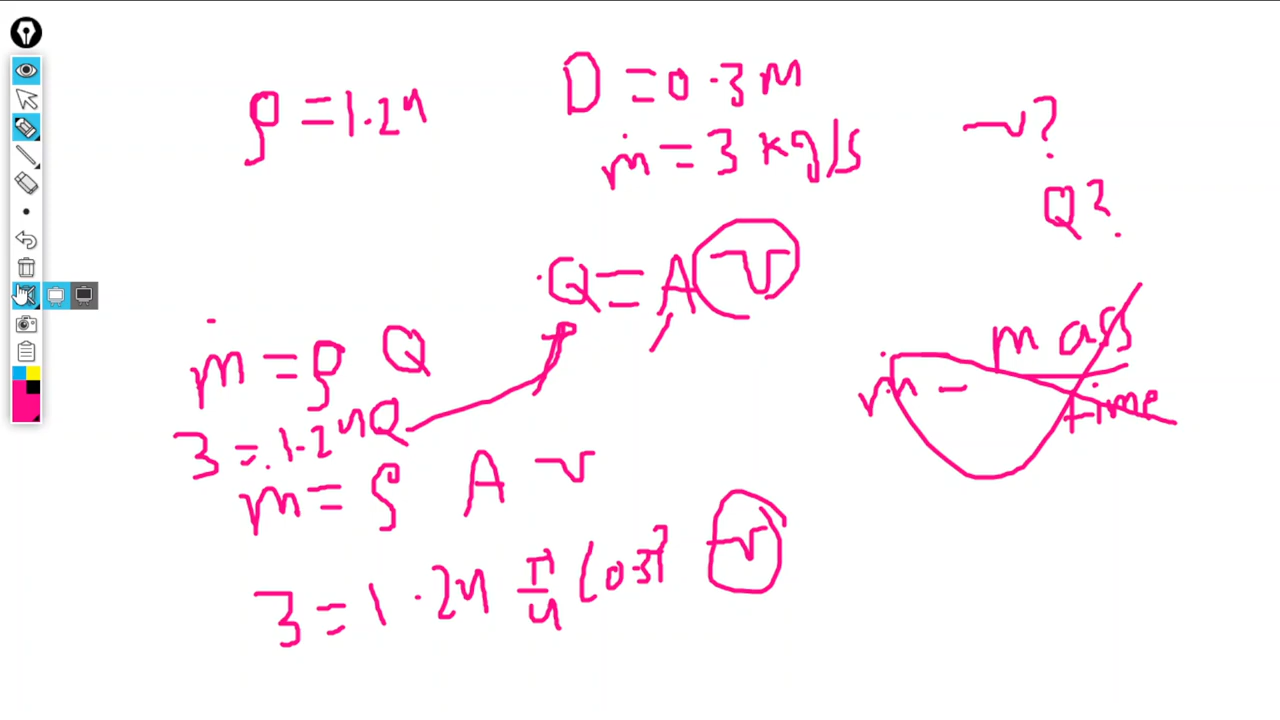 ρ = 1.24
D = 0.3 m
ṁ = 3 kg/s
v?
Q?
Q = A v
ṁ = ρ Q
3 = 1.24 Q
ṁ = mass / time
ṁ = ρ A v
3 = 1.24 π/4 (0.3)² v